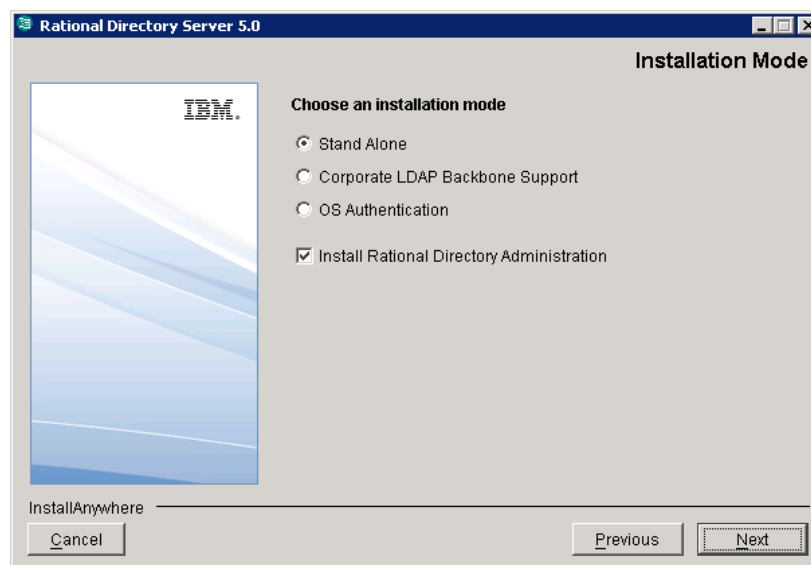 Rational Directory Server 5.0
Installation Mode
IBM.
Choose an installation mode
Stand Alone
Corporate LDAP Backbone Support
OS Authentication
Install Rational Directory Administration
InstallAnywhere
Cancel
Previous
Next